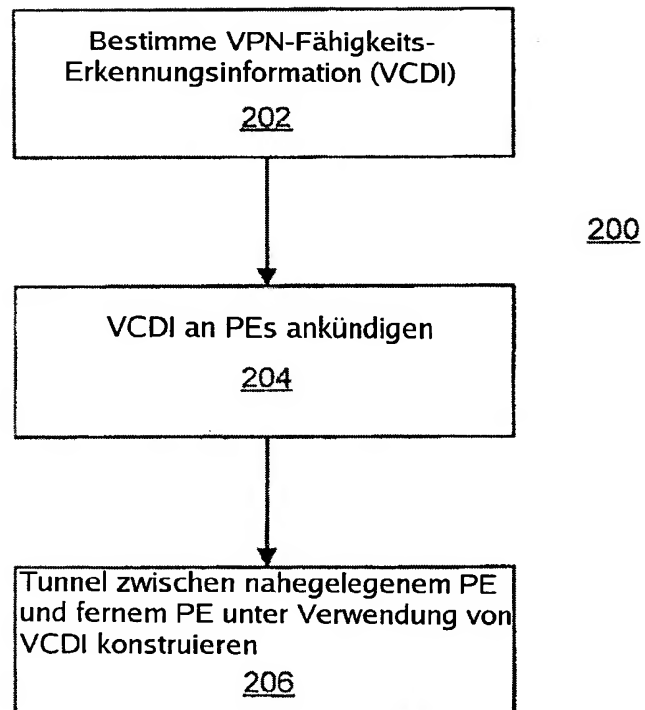 Bestimme VPN-Fähigkeits-
Erkennungsinformation (VCDI)
202
200
VCDI an PEs ankündigen
204
Tunnel zwischen nahegelegenem PE
und fernem PE unter Verwendung von
VCDI konstruieren
206